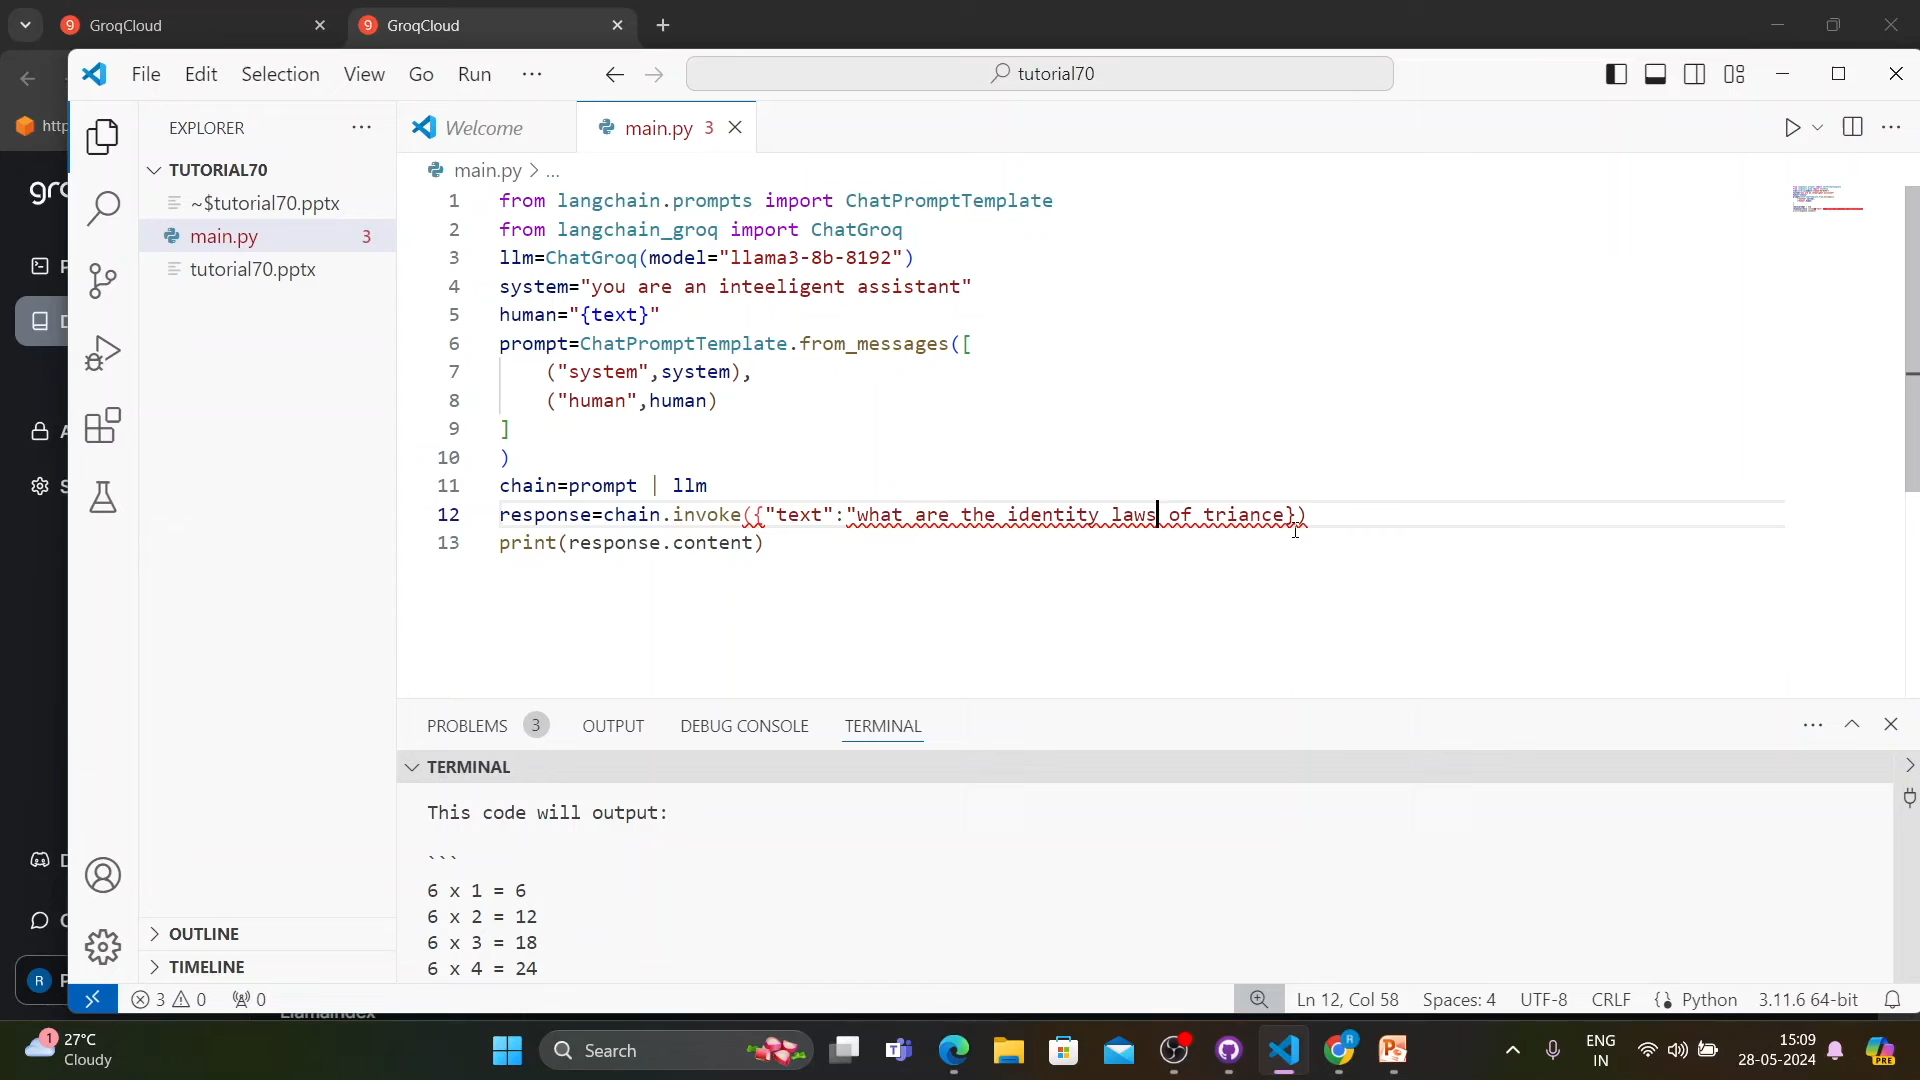 GroqCloud
GroqCloud
File Edit Selection View Go Run ...
tutorial70
http
EXPLORER
TUTORIAL70
~$tutorial70.pptx
main.py 3
tutorial70.pptx
OUTLINE
TIMELINE
Welcome
main.py 3
main.py > ...
1 from langchain.prompts import ChatPromptTemplate
2 from langchain_groq import ChatGroq
3 llm=ChatGroq(model="llama3-8b-8192")
4 system="you are an inteeligent assistant"
5 human="{text}"
6 prompt=ChatPromptTemplate.from_messages([
7 ("system",system),
8 ("human",human)
9 ]
10 )
11 chain=prompt | llm
12 response=chain.invoke({"text":"what are the identity laws of triance})
13 print(response.content)
PROBLEMS 3 OUTPUT DEBUG CONSOLE TERMINAL
TERMINAL
This code will output:
```
6 x 1 = 6
6 x 2 = 12
6 x 3 = 18
6 x 4 = 24
3 0 0
Ln 12, Col 58 Spaces: 4 UTF-8 CRLF Python 3.11.6 64-bit
1
27°C
Cloudy
Search
ENG
IN
15:09
28-05-2024
PRE